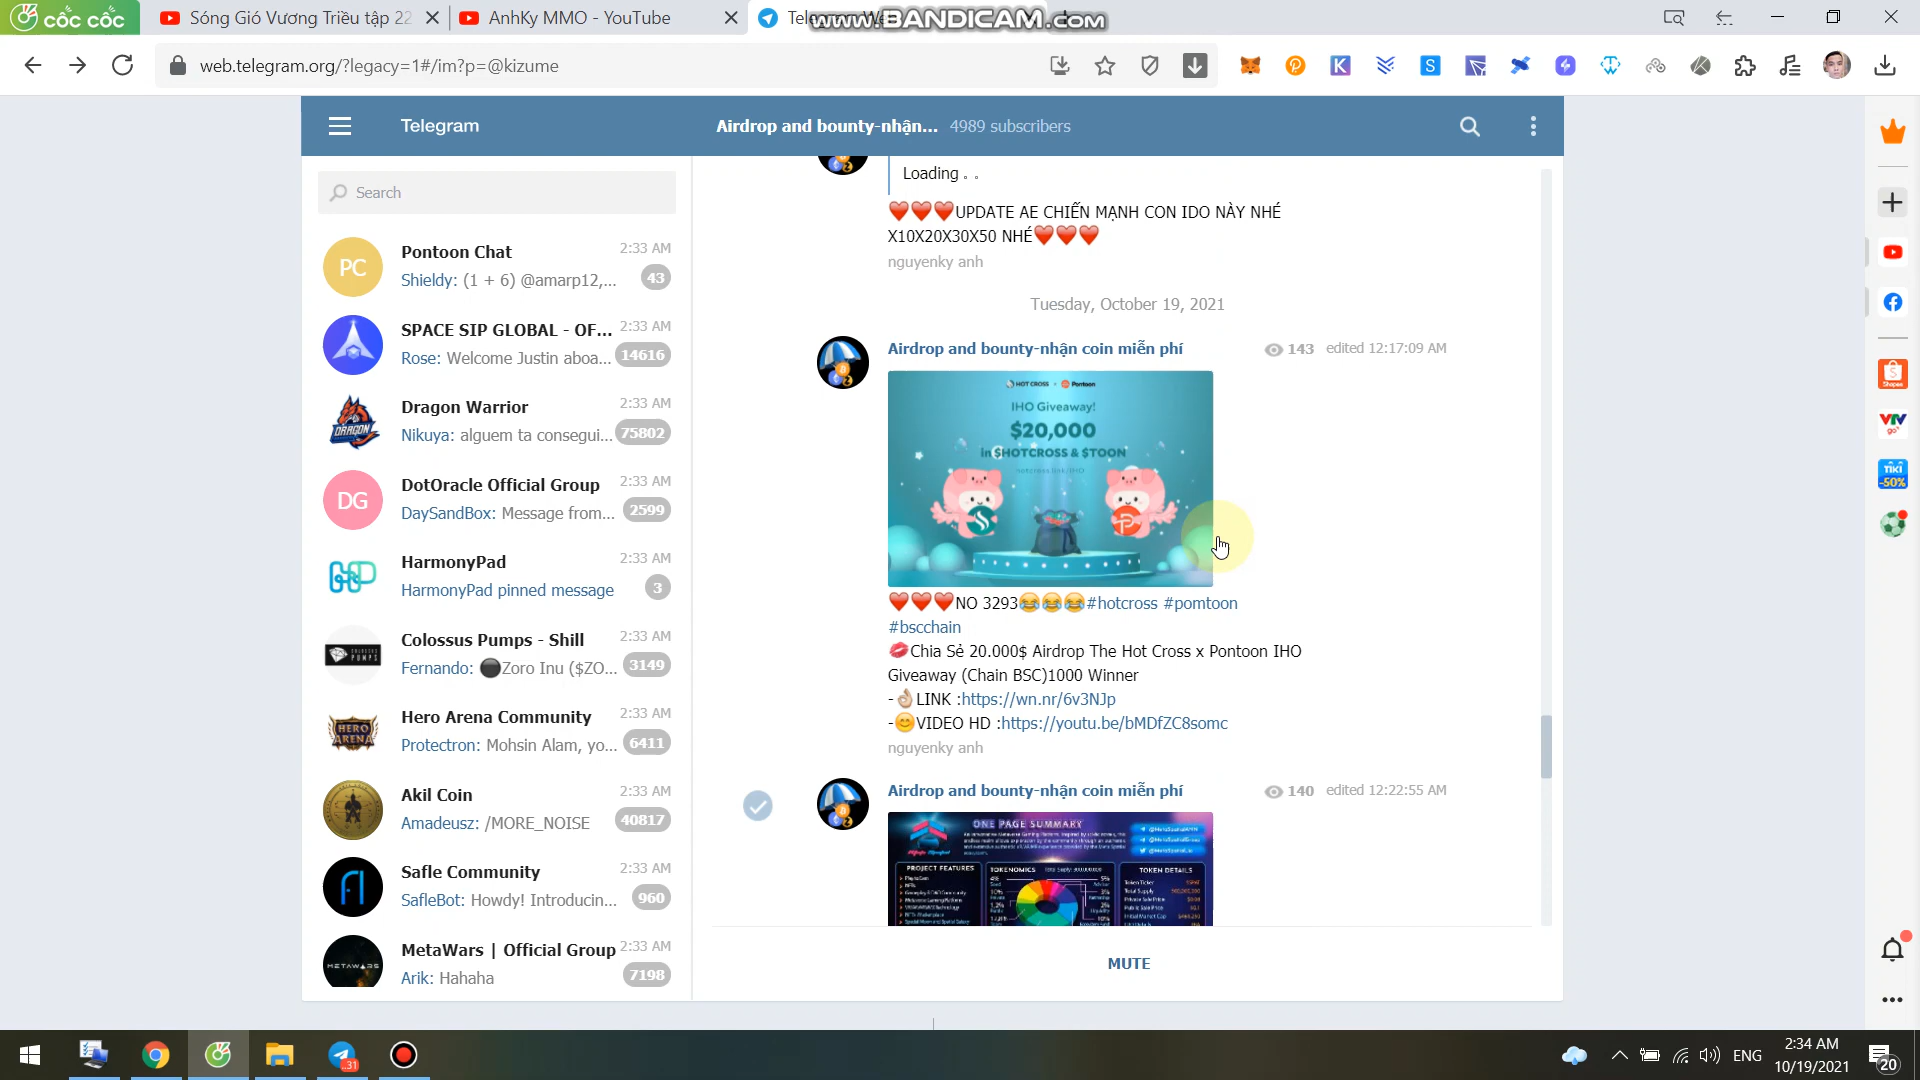 cốc cốc
Sóng Gió Vương Triều tập 22
AnhKy MMO - YouTube
www.BANDICAM.com
web.telegram.org/?legacy=1#/im?p=@kizume
Telegram
Airdrop and bounty-nhận... 4989 subscribers
Search
PC
Pontoon Chat 2:33 AM
Shieldy: (1 + 6) @amarp12,... 43
SPACE SIP GLOBAL - OF... 2:33 AM
Rose: Welcome Justin aboa... 14616
Dragon Warrior 2:33 AM
Nikuya: alguem ta consegui... 75802
DG
DotOracle Official Group 2:33 AM
DaySandBox: Message from... 2599
HarmonyPad 2:33 AM
HarmonyPad pinned message 3
Colossus Pumps - Shill 2:33 AM
Fernando: ⚫Zoro Inu ($ZO... 3149
Hero Arena Community 2:33 AM
Protectron: Mohsin Alam, yo... 6411
Akil Coin 2:33 AM
Amadeusz: /MORE_NOISE 40817
Safle Community 2:33 AM
SafleBot: Howdy! Introducin... 960
MetaWars | Official Group 2:33 AM
Arik: Hahaha 7198
Loading . .
❤️❤️❤️UPDATE AE CHIẾN MẠNH CON IDO NÀY NHÉ
X10X20X30X50 NHÉ❤️❤️❤️
nguyenky anh
Tuesday, October 19, 2021
Airdrop and bounty-nhận coin miễn phí 143 edited 12:17:09 AM
HOT CROSS × Pontoon
IHO Giveaway!
$20,000
in $HOTCROSS & $TOON
hotcross.link/IHO
❤️❤️❤️NO 3293😂😂😂#hotcross #pomtoon
#bscchain
💋Chia Sẻ 20.000$ Airdrop The Hot Cross x Pontoon IHO
Giveaway (Chain BSC)1000 Winner
-👌🏼LINK :https://wn.nr/6v3NJp
-😊VIDEO HD :https://youtu.be/bMDfZC8somc
nguyenky anh
Airdrop and bounty-nhận coin miễn phí 140 edited 12:22:55 AM
ONE PAGE SUMMARY
PROJECT FEATURES
TOKENOMICS
TOKEN DETAILS
MUTE
31
ENG
2:34 AM
10/19/2021
20